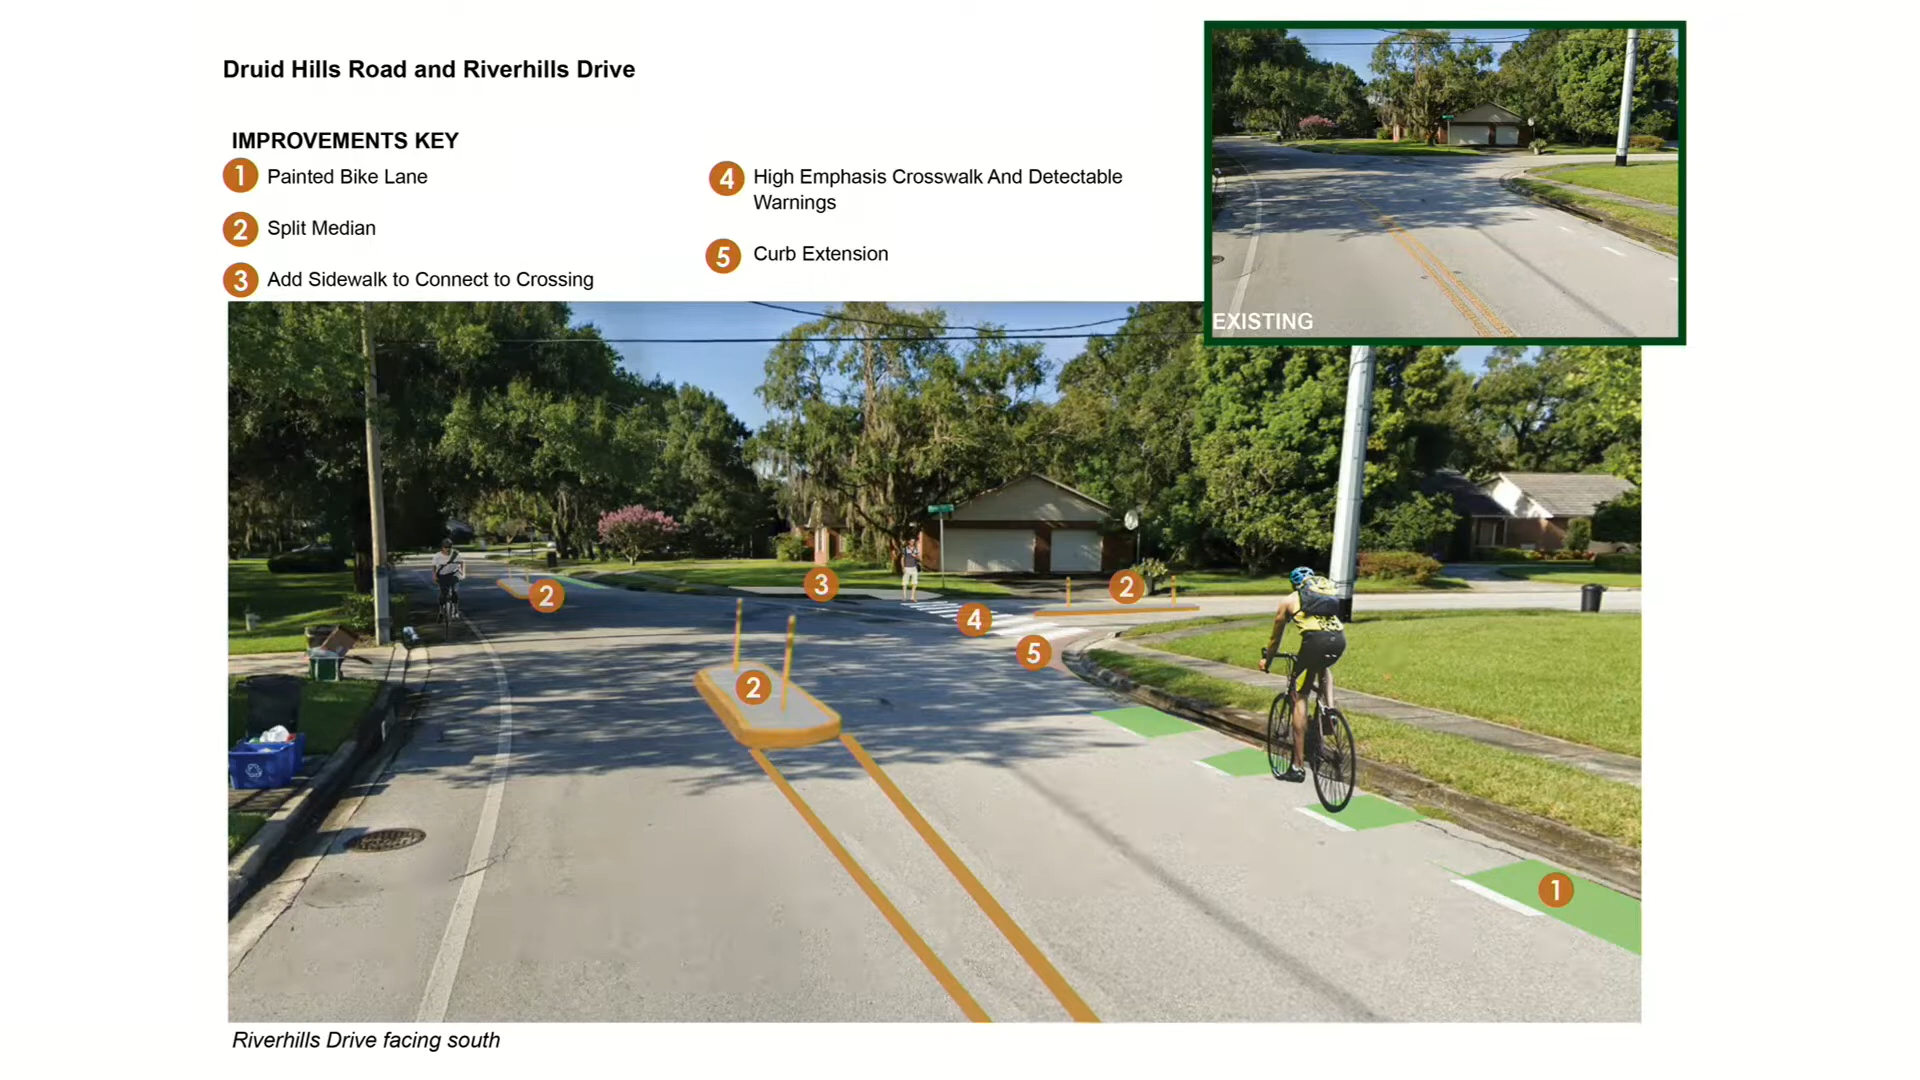 Druid Hills Road and Riverhills Drive
IMPROVEMENTS KEY
1 Painted Bike Lane
2 Split Median
3 Add Sidewalk to Connect to Crossing
4 High Emphasis Crosswalk And Detectable
Warnings
5 Curb Extension
EXISTING
2
3
2
4
5
2
1
Riverhills Drive facing south